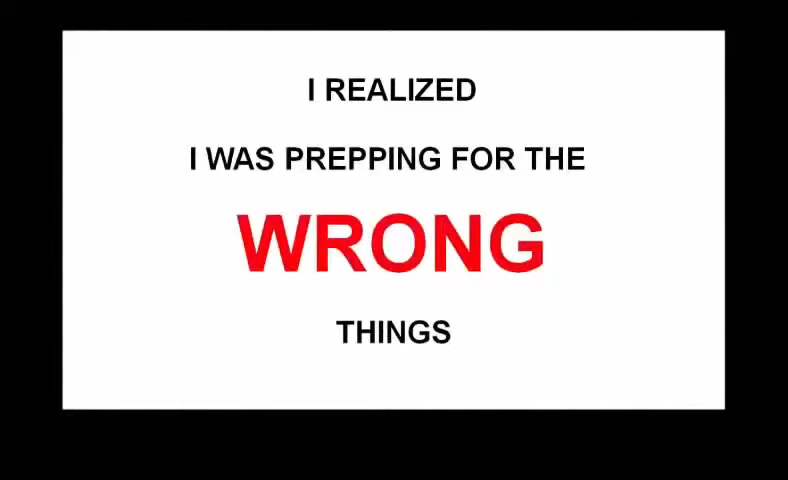 I REALIZED
I WAS PREPPING FOR THE
WRONG
THINGS